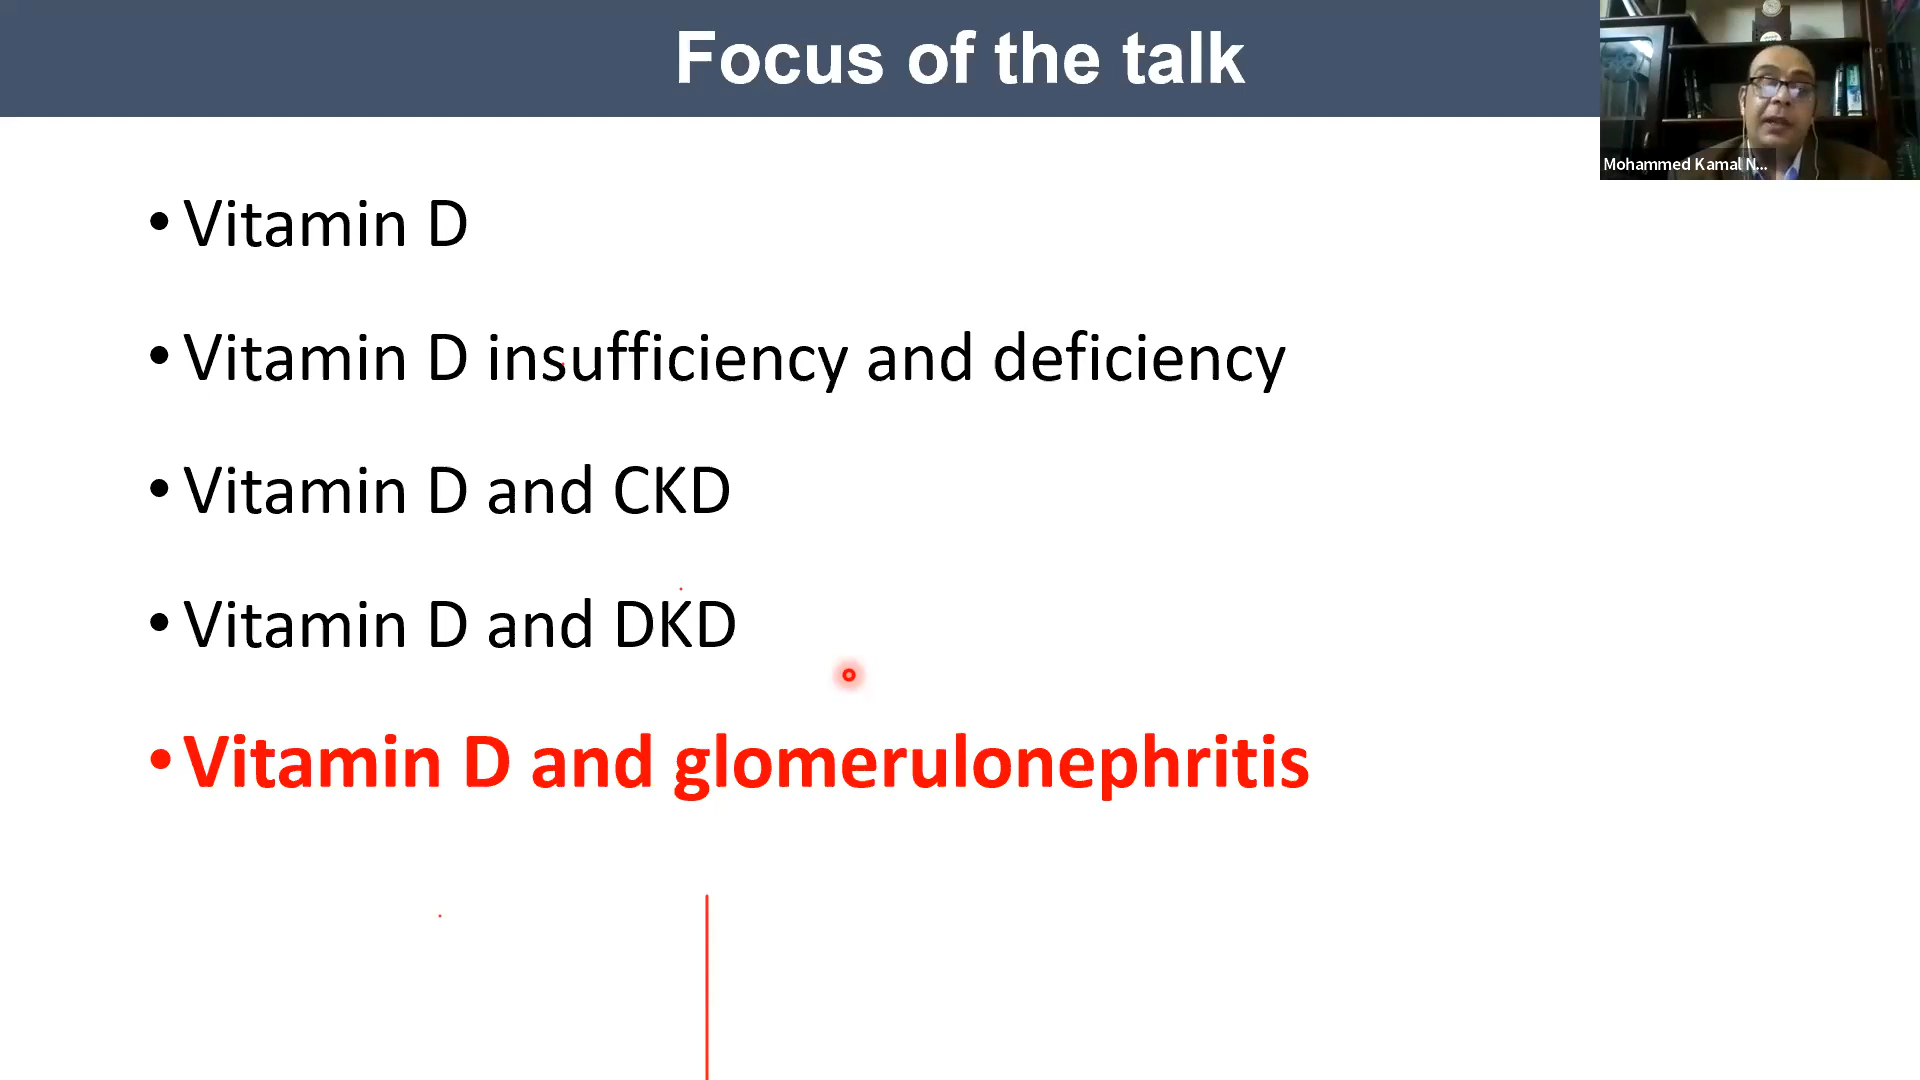 Focus of the talk
Mohammed Kamal N...
• Vitamin D
• Vitamin D insufficiency and deficiency
• Vitamin D and CKD
• Vitamin D and DKD
• Vitamin D and glomerulonephritis